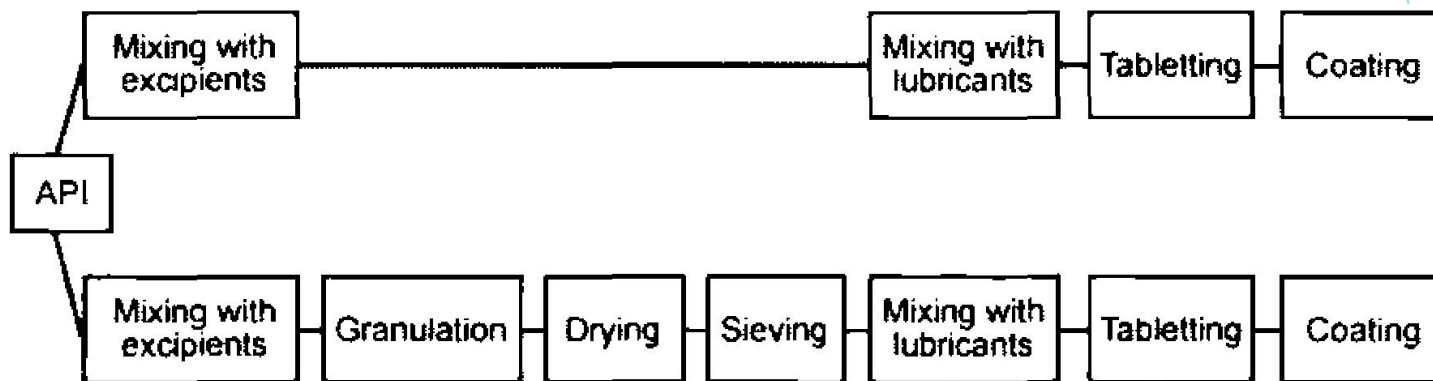 Mixing with
excipients
Mixing with
lubricants
Tabletting
Coating
API
Mixing with
excipients
Granulation
Drying
Sieving
Mixing with
lubricants
Tabletting
Coating